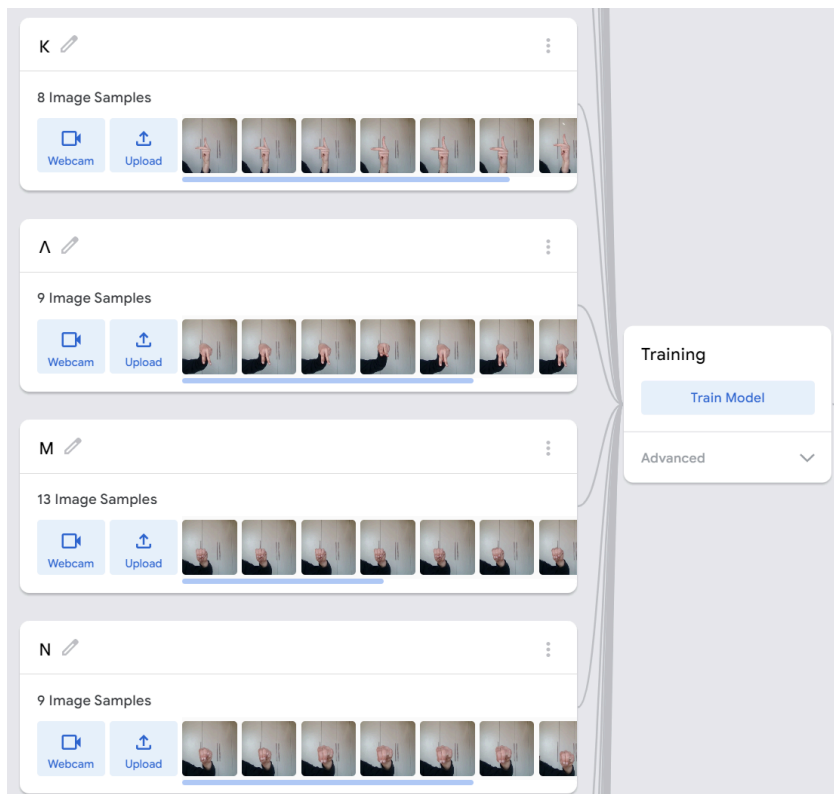 K
8 Image Samples
Webcam
Upload
Λ
9 Image Samples
Webcam
Upload
Training
Train Model
Advanced
M
13 Image Samples
Webcam
Upload
N
9 Image Samples
Webcam
Upload